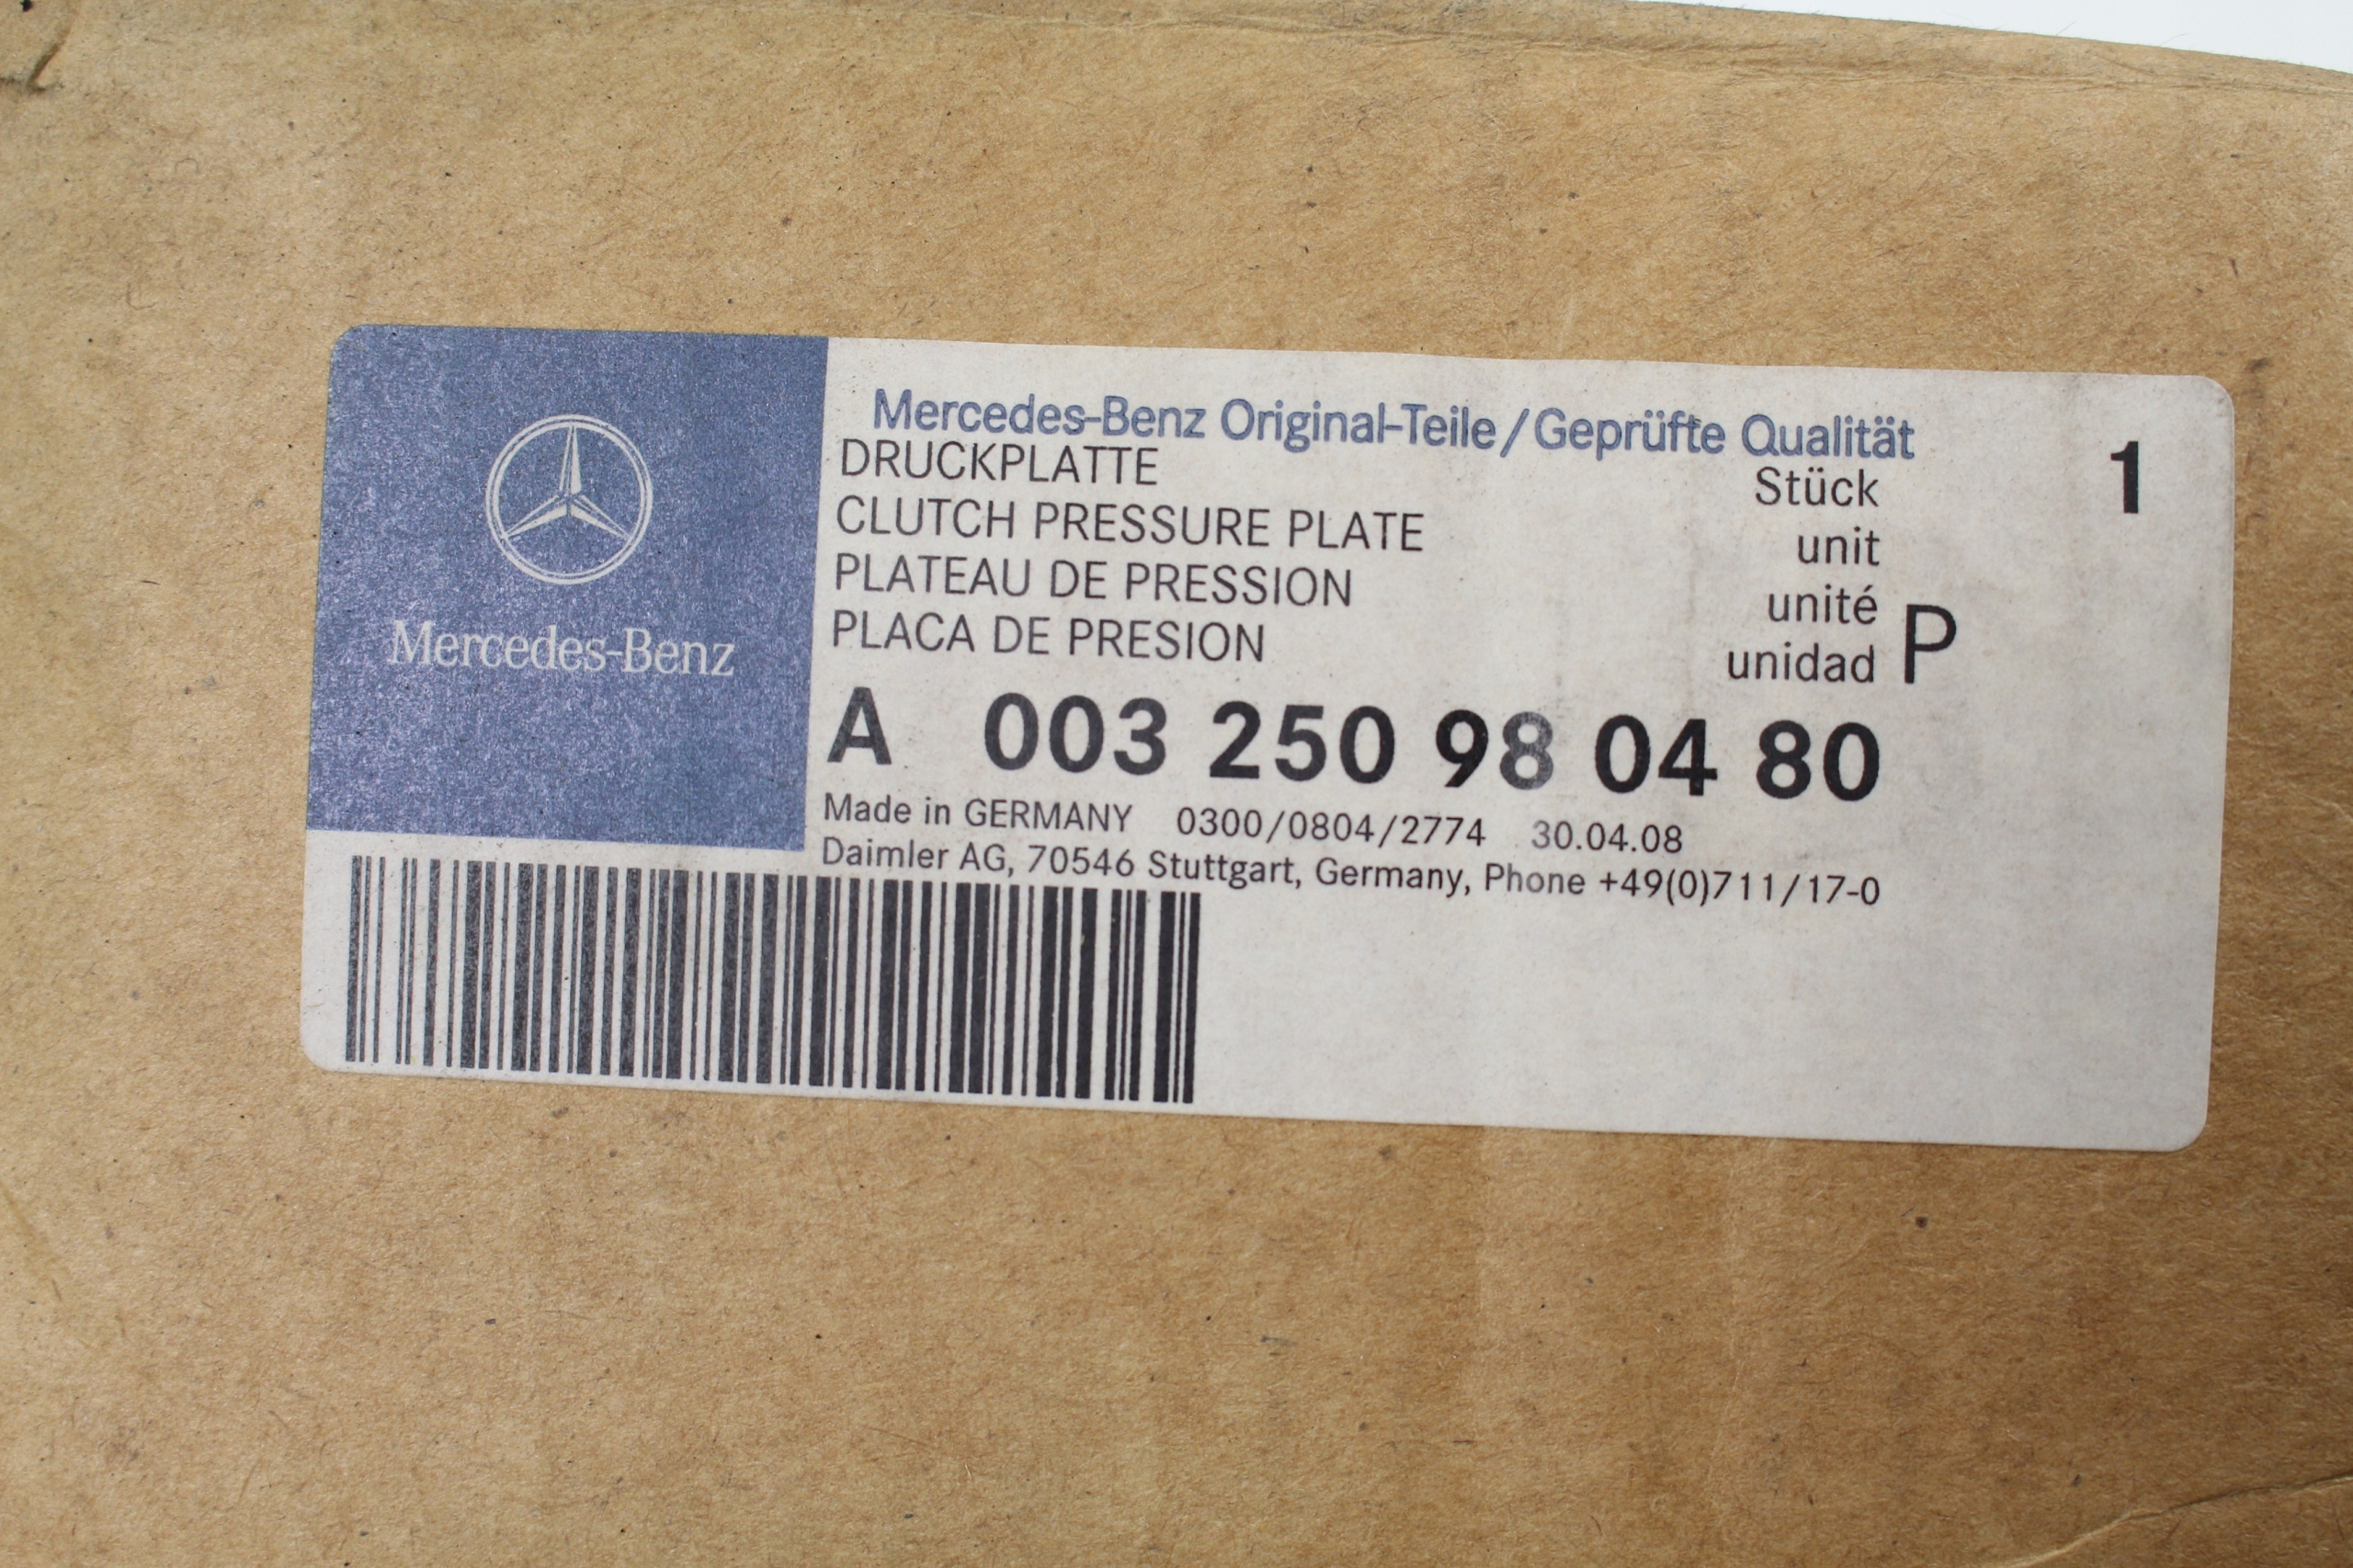 Mercedes-Benz
Mercedes-Benz Original-Teile/Geprüfte Qualität
DRUCKPLATTE
CLUTCH PRESSURE PLATE
PLATEAU DE PRESSION
PLACA DE PRESION
Stück 1
unit
unité
unidad P
A 003 250 98 04 80
Made in GERMANY 0300/0804/2774 30.04.08
Daimler AG, 70546 Stuttgart, Germany, Phone +49(0)711/17-0